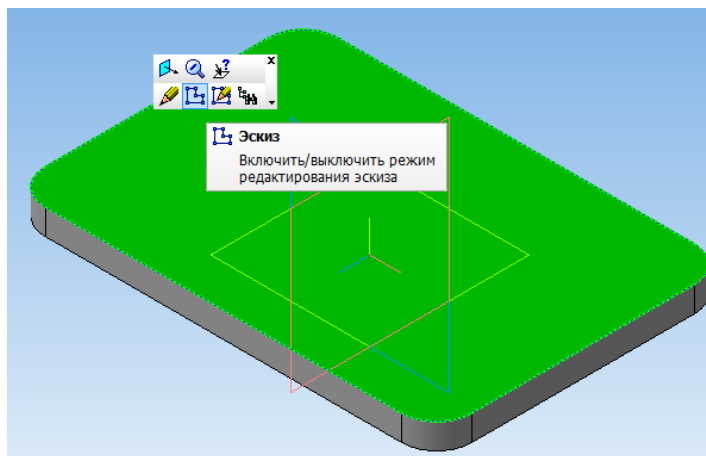 Эскиз
Включить/выключить режим
редактирования эскиза